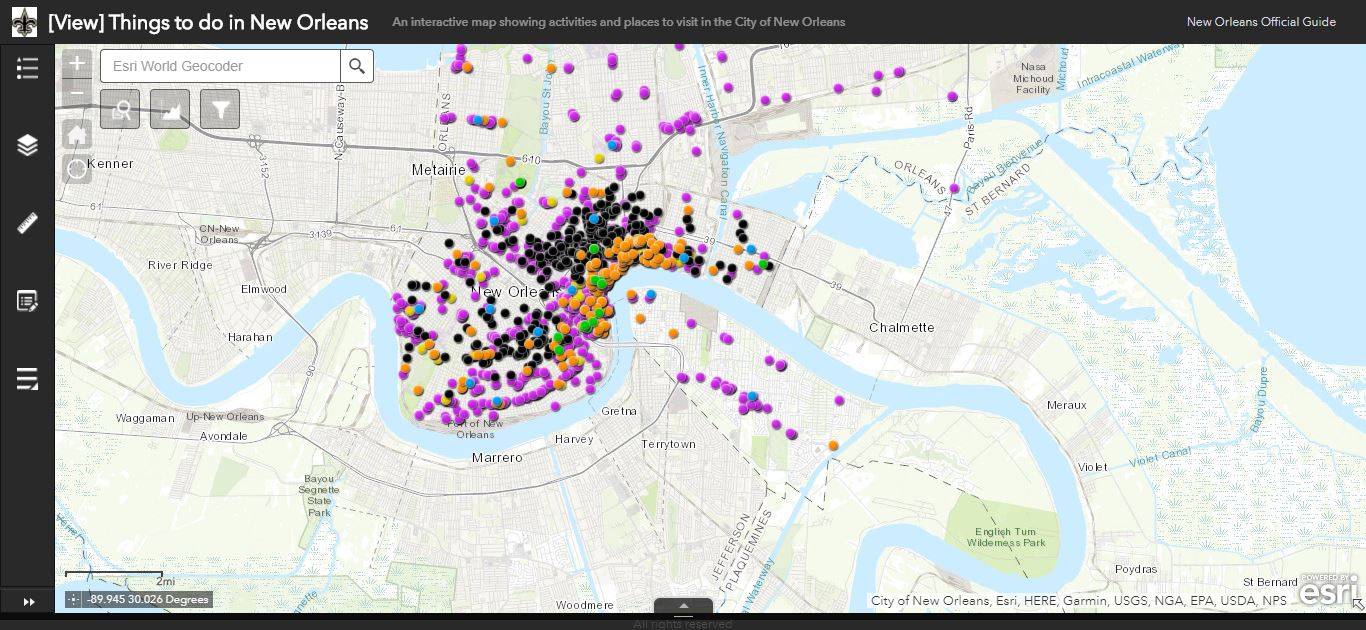 [View] Things to do in New Orleans
An interactive map showing activities and places to visit in the City of New Orleans
New Orleans Official Guide
Esri World Geocoder
Nasa
Michoud
Facility
Michoud
Intracoastal Waterway
Bayou St Jo
Inner Harbor Navigation Canal
ORLEANS
N Causeway-B
Paris-Rd
Kenner
Metairie
610
3152
Bayou Bienvenue
ORLEANS
ST BERNARD
47
61
61
3139
CN-New
Orleans
39
River Ridge
Elmwood
New Orle
39
Chalmette
Harahan
90
Waggaman
Up-New Orleans
Avondale
Port of New
Orleans
Gretna
Harvey
Terrytown
Marrero
Meraux
Bayou Dupre
Violet
Violet Canal
Bayou
Segnette
State
Park
JEFFERSON
PLAQUEMINES
English Turn
Wilderness Park
Poydras
St Bernard
Woodmere
2mi
-89.945 30.026 Degrees
City of New Orleans, Esri, HERE, Garmin, USGS, NGA, EPA, USDA, NPS
POWERED BY
esri
All rights reserved